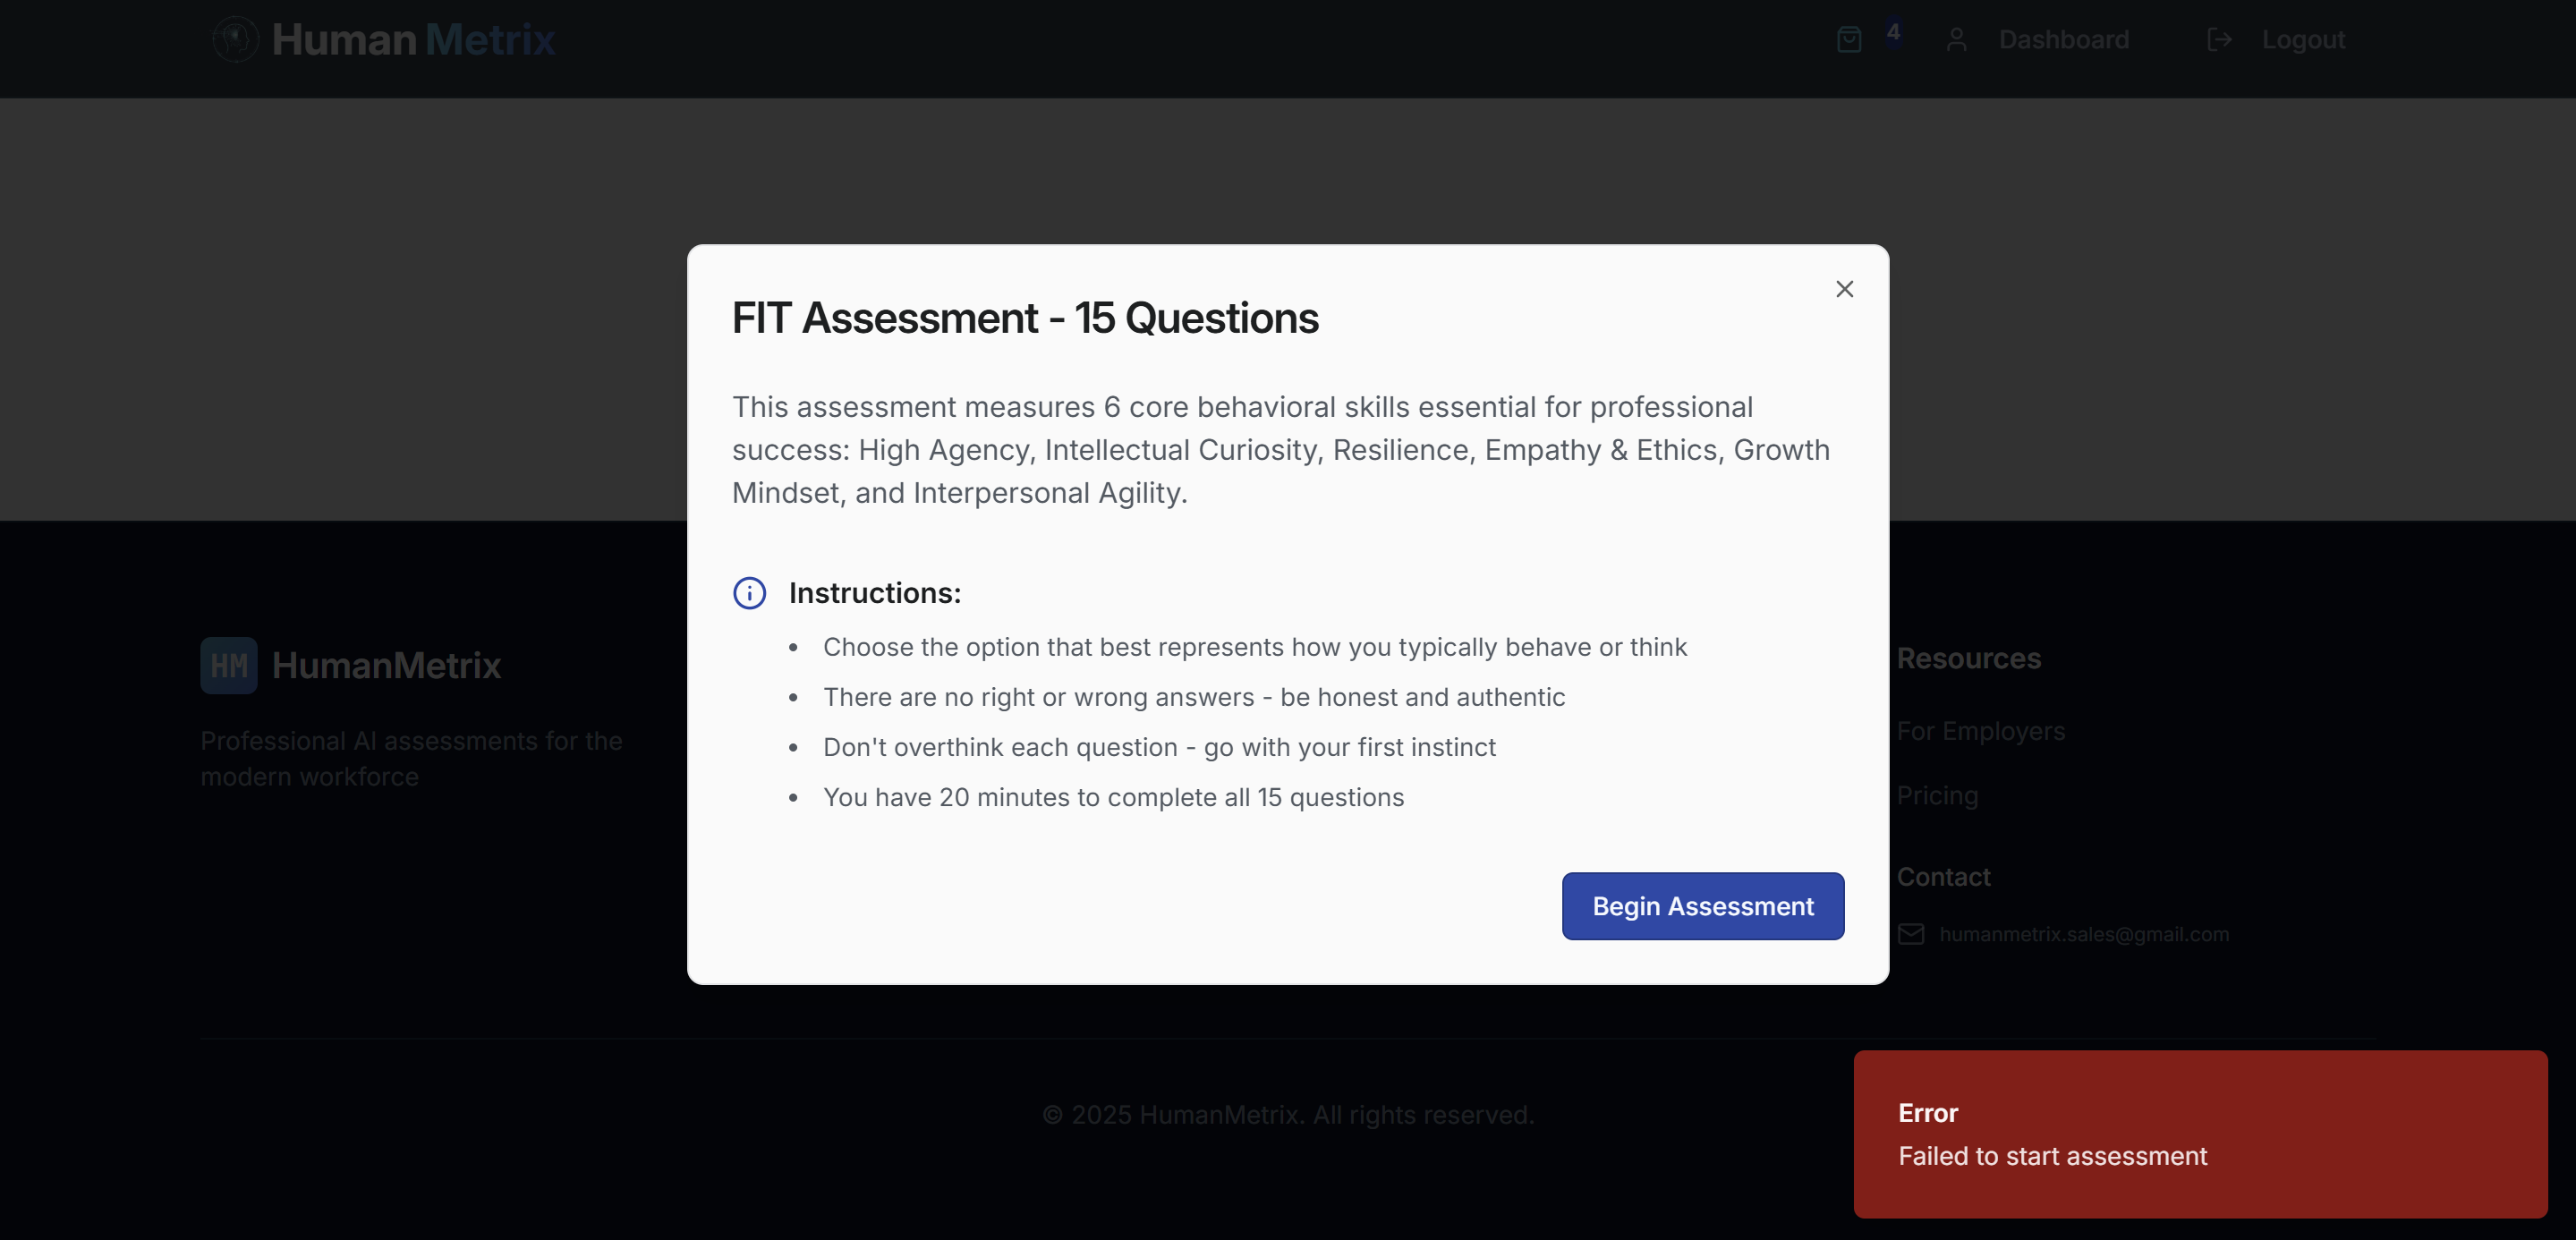 Human Metrix
4
Dashboard
Logout
FIT Assessment - 15 Questions
This assessment measures 6 core behavioral skills essential for professional
success: High Agency, Intellectual Curiosity, Resilience, Empathy & Ethics, Growth
Mindset, and Interpersonal Agility.
Instructions:
• Choose the option that best represents how you typically behave or think
• There are no right or wrong answers - be honest and authentic
• Don't overthink each question - go with your first instinct
• You have 20 minutes to complete all 15 questions
Begin Assessment
HM HumanMetrix
Professional AI assessments for the
modern workforce
Resources
For Employers
Pricing
Contact
humanmetrix.sales@gmail.com
© 2025 HumanMetrix. All rights reserved.
Error
Failed to start assessment